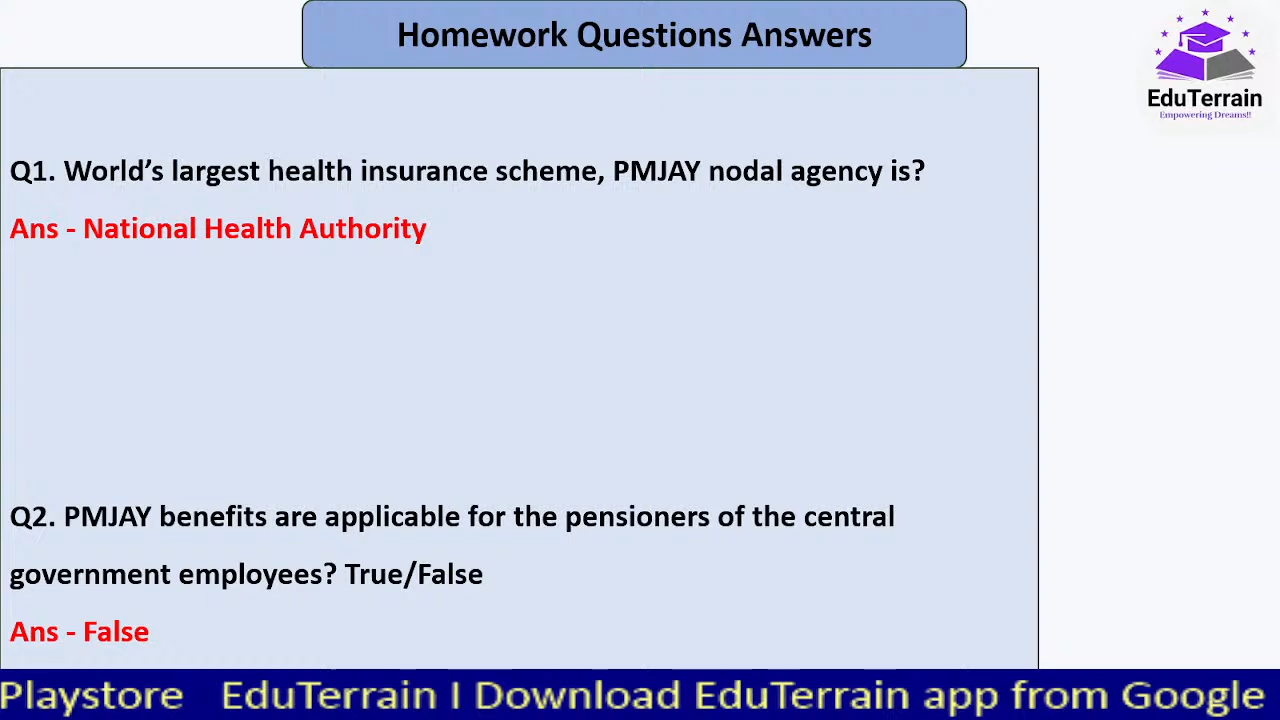 Homework Questions Answers
EduTerrain
Empowering Dreams!!
Q1. World’s largest health insurance scheme, PMJAY nodal agency is?
Ans - National Health Authority
Q2. PMJAY benefits are applicable for the pensioners of the central
government employees? True/False
Ans - False
Playstore EduTerrain I Download EduTerrain app from Google